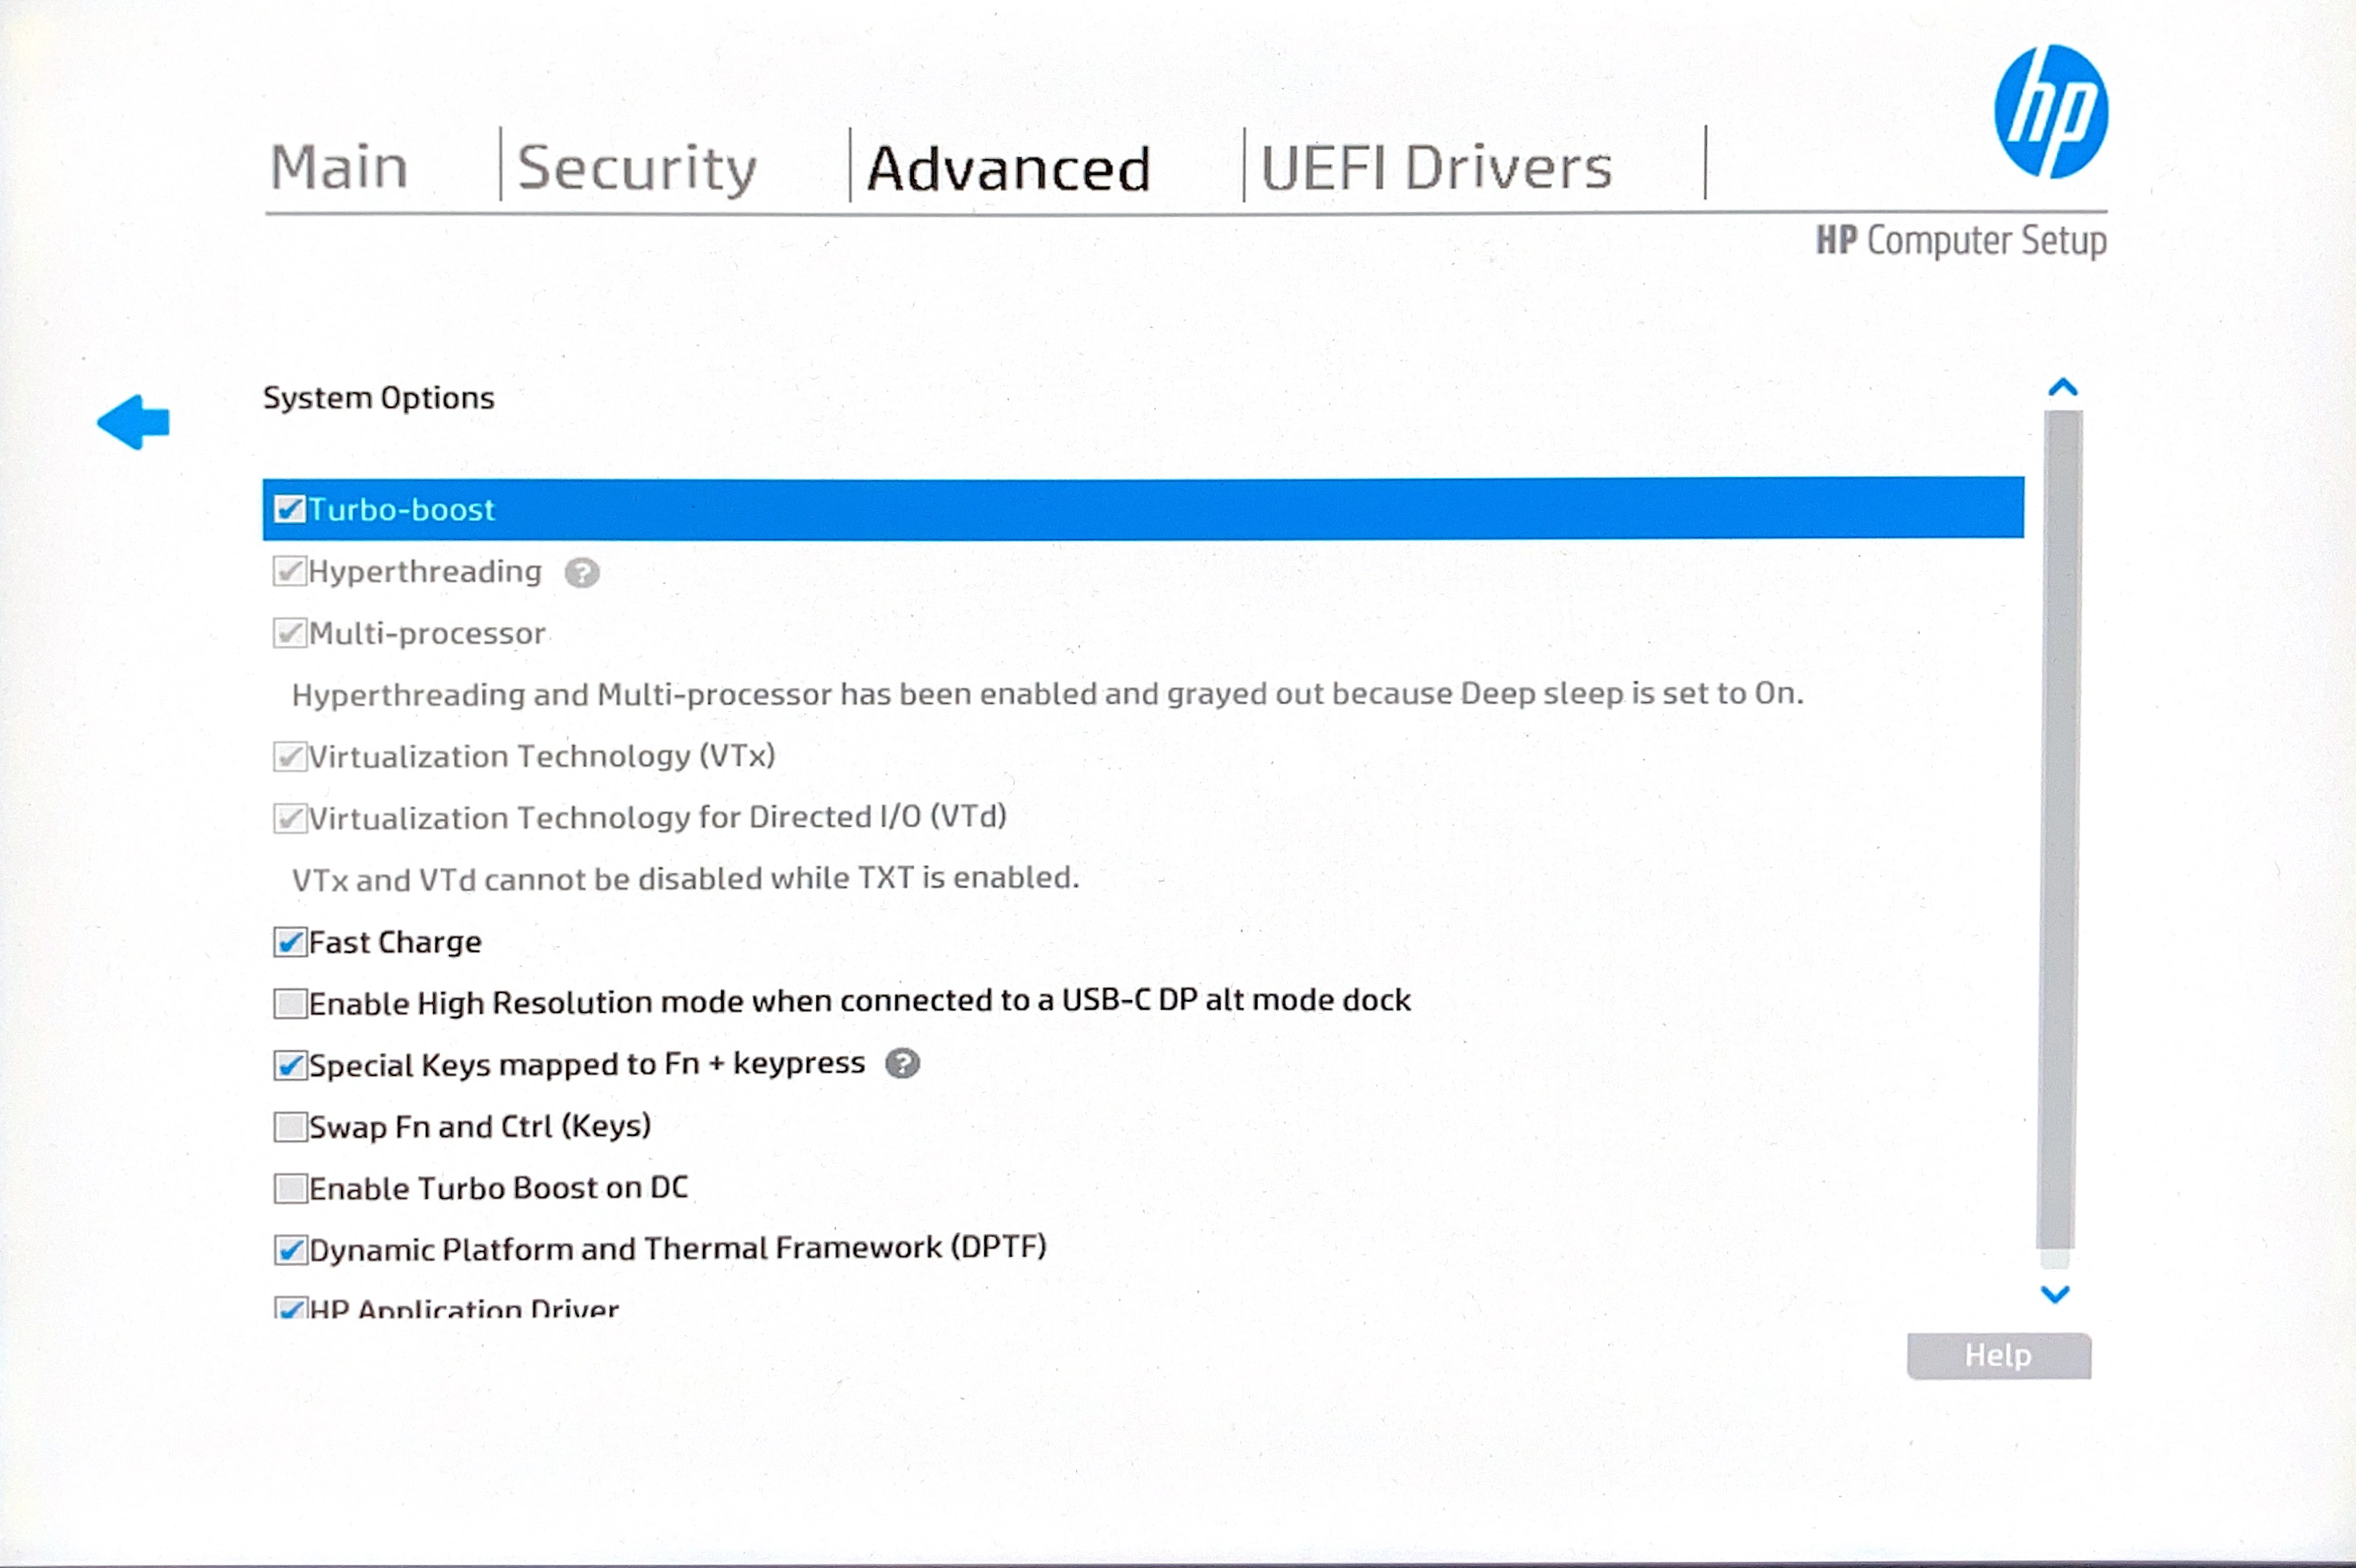 hp
Main
Security
Advanced
UEFI Drivers
HP Computer Setup
System Options
Turbo-boost
Hyperthreading ?
Multi-processor
Hyperthreading and Multi-processor has been enabled and grayed out because Deep sleep is set to On.
Virtualization Technology (VTx)
Virtualization Technology for Directed I/O (VTd)
VTx and VTd cannot be disabled while TXT is enabled.
Fast Charge
Enable High Resolution mode when connected to a USB-C DP alt mode dock
Special Keys mapped to Fn + keypress ?
Swap Fn and Ctrl (Keys)
Enable Turbo Boost on DC
Dynamic Platform and Thermal Framework (DPTF)
HP Application Driver
Help